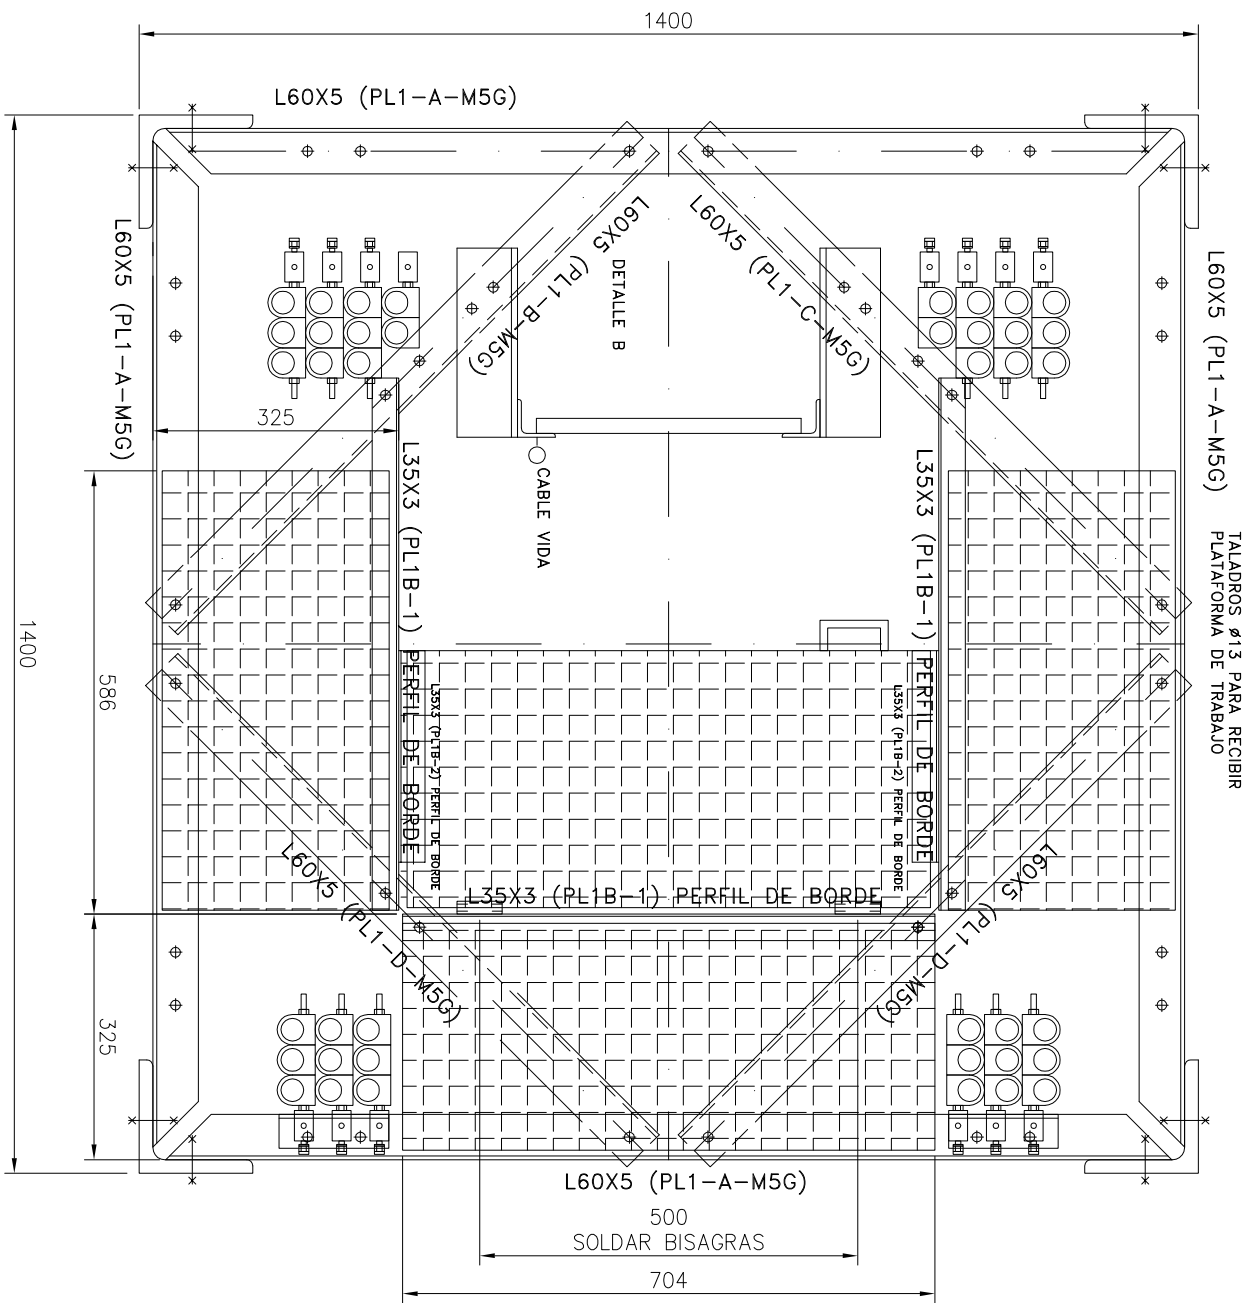 1400
L60X5 (PL1-A-M5G)
L60X5 (PL1-A-M5G)
L60X5 (PL1-B-M5G)
DETALLE B
L60X5 (PL1-C-M5G)
L60X5 (PL1-A-M5G)
TALADROS ø13 PARA RECIBIR
PLATAFORMA DE TRABAJO
325
L35X3 (PL1B-1) PERFIL DE BORDE
CABLE VIDA
L35X3 (PL1B-1) PERFIL DE BORDE
1400
586
L35X3 (PL1B-2) PERFIL DE BORDE
L35X3 (PL1B-2) PERFIL DE BORDE
L60X5 (PL1-D-M5G)
L35X3 (PL1B-1) PERFIL DE BORDE
L60X5 (PL1-D-M5G)
325
L60X5 (PL1-A-M5G)
500
SOLDAR BISAGRAS
704